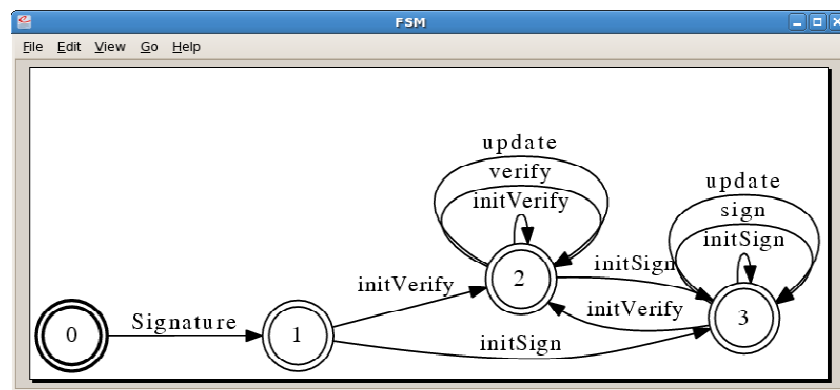 FSM
File Edit View Go Help
update
verify
initVerify
update
sign
initSign
initVerify
2
initSign
initVerify
3
0
Signature
1
initSign